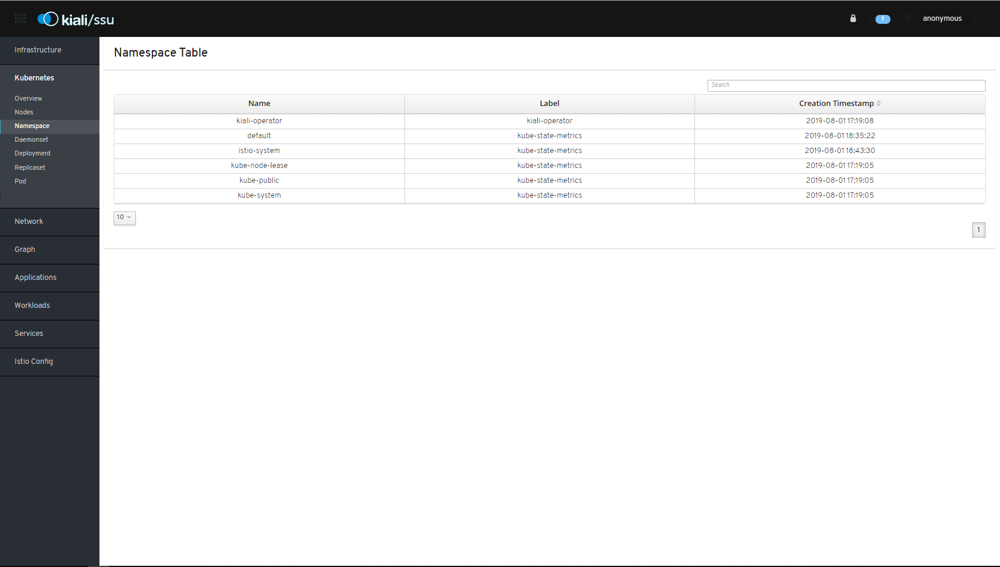 kiali/ssu
1
anonymous
Infrastructure
Kubernetes
Overview
Nodes
Namespace
Daemonset
Deployment
Replicaset
Pod
Network
Graph
Applications
Workloads
Services
Istio Config
Namespace Table
Search
Name Label Creation Timestamp
kiali-operator kiali-operator 2019-08-01 17:19:08
default kube-state-metrics 2019-08-01 18:35:22
istio-system kube-state-metrics 2019-08-01 18:43:30
kube-node-lease kube-state-metrics 2019-08-01 17:19:05
kube-public kube-state-metrics 2019-08-01 17:19:05
kube-system kube-state-metrics 2019-08-01 17:19:05
10
1